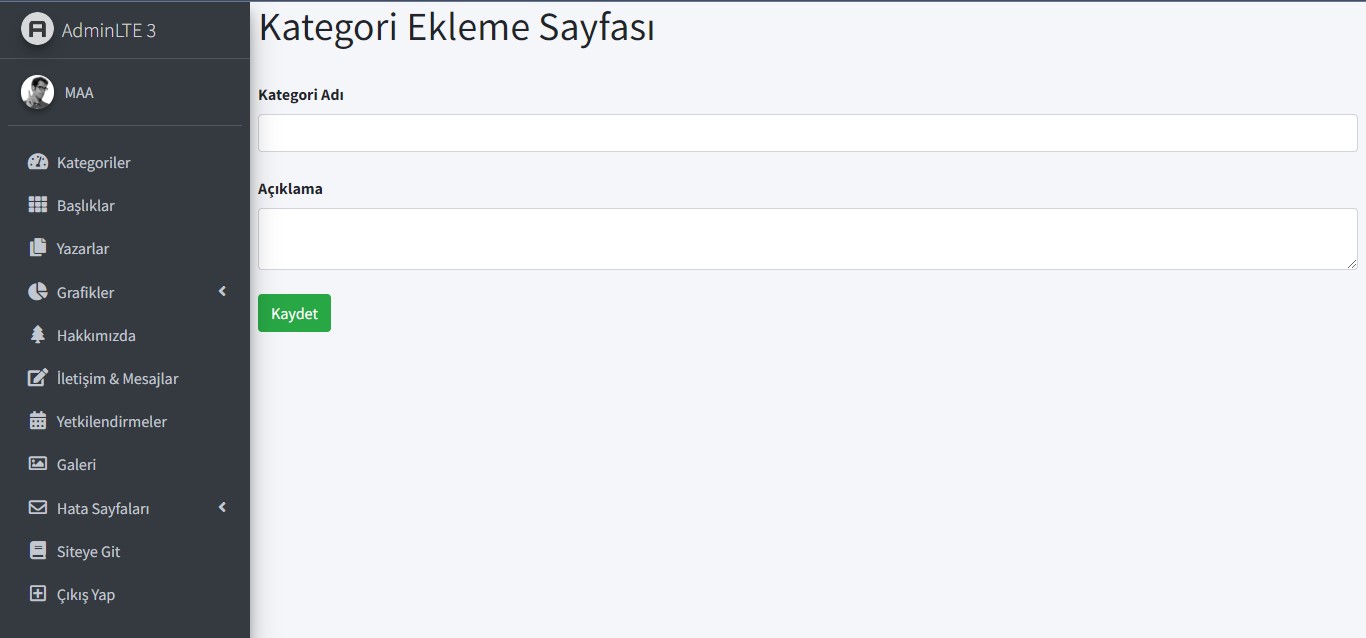 AdminLTE 3
MAA
Kategoriler
Başlıklar
Yazarlar
Grafikler
Hakkımızda
İletişim & Mesajlar
Yetkilendirmeler
Galeri
Hata Sayfaları
Siteye Git
Çıkış Yap
Kategori Ekleme Sayfası
Kategori Adı
Açıklama
Kaydet